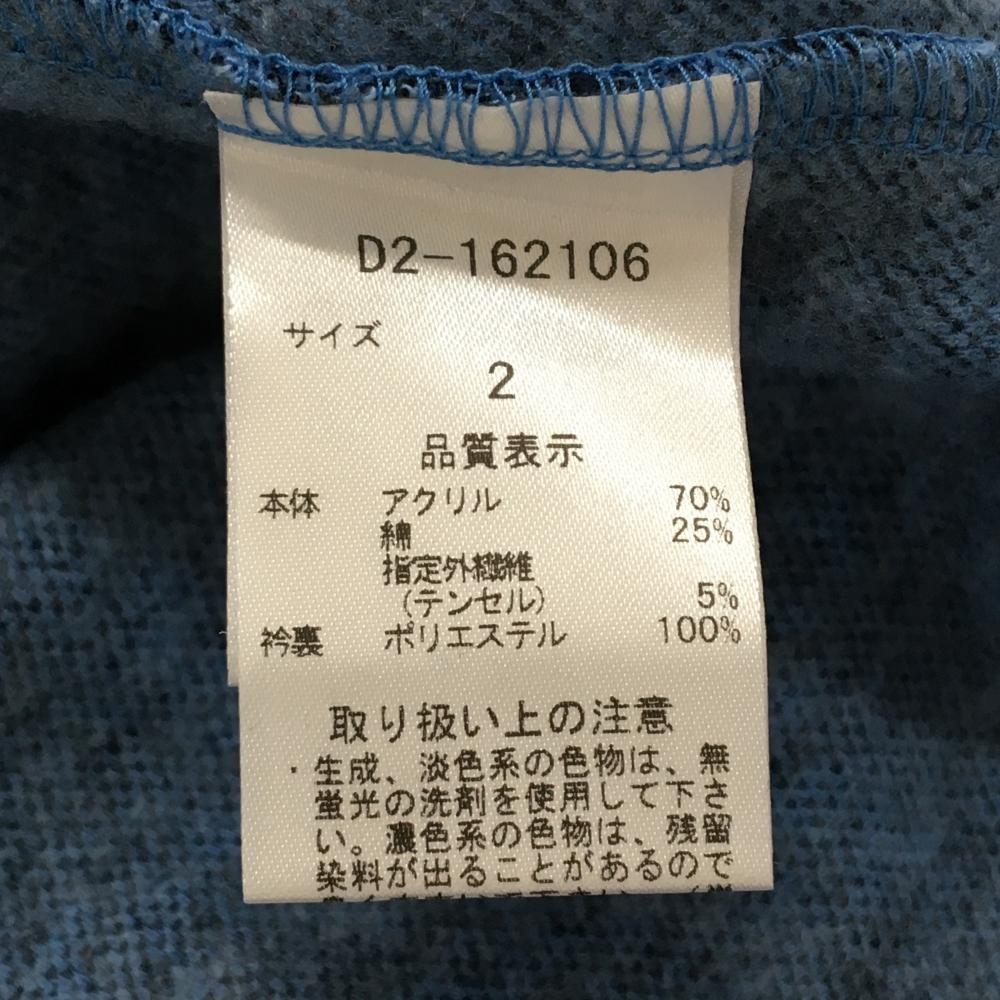 D2-162106
サイズ
2
品質表示
本体 アクリル 70%
綿 25%
指定外繊維
(テンセル) 5%
衿裏 ポリエステル 100%
取り扱い上の注意
・生成、淡色系の色物は、無
蛍光の洗剤を使用して下さ
い。濃色系の色物は、残留
染料が出ることがあるので